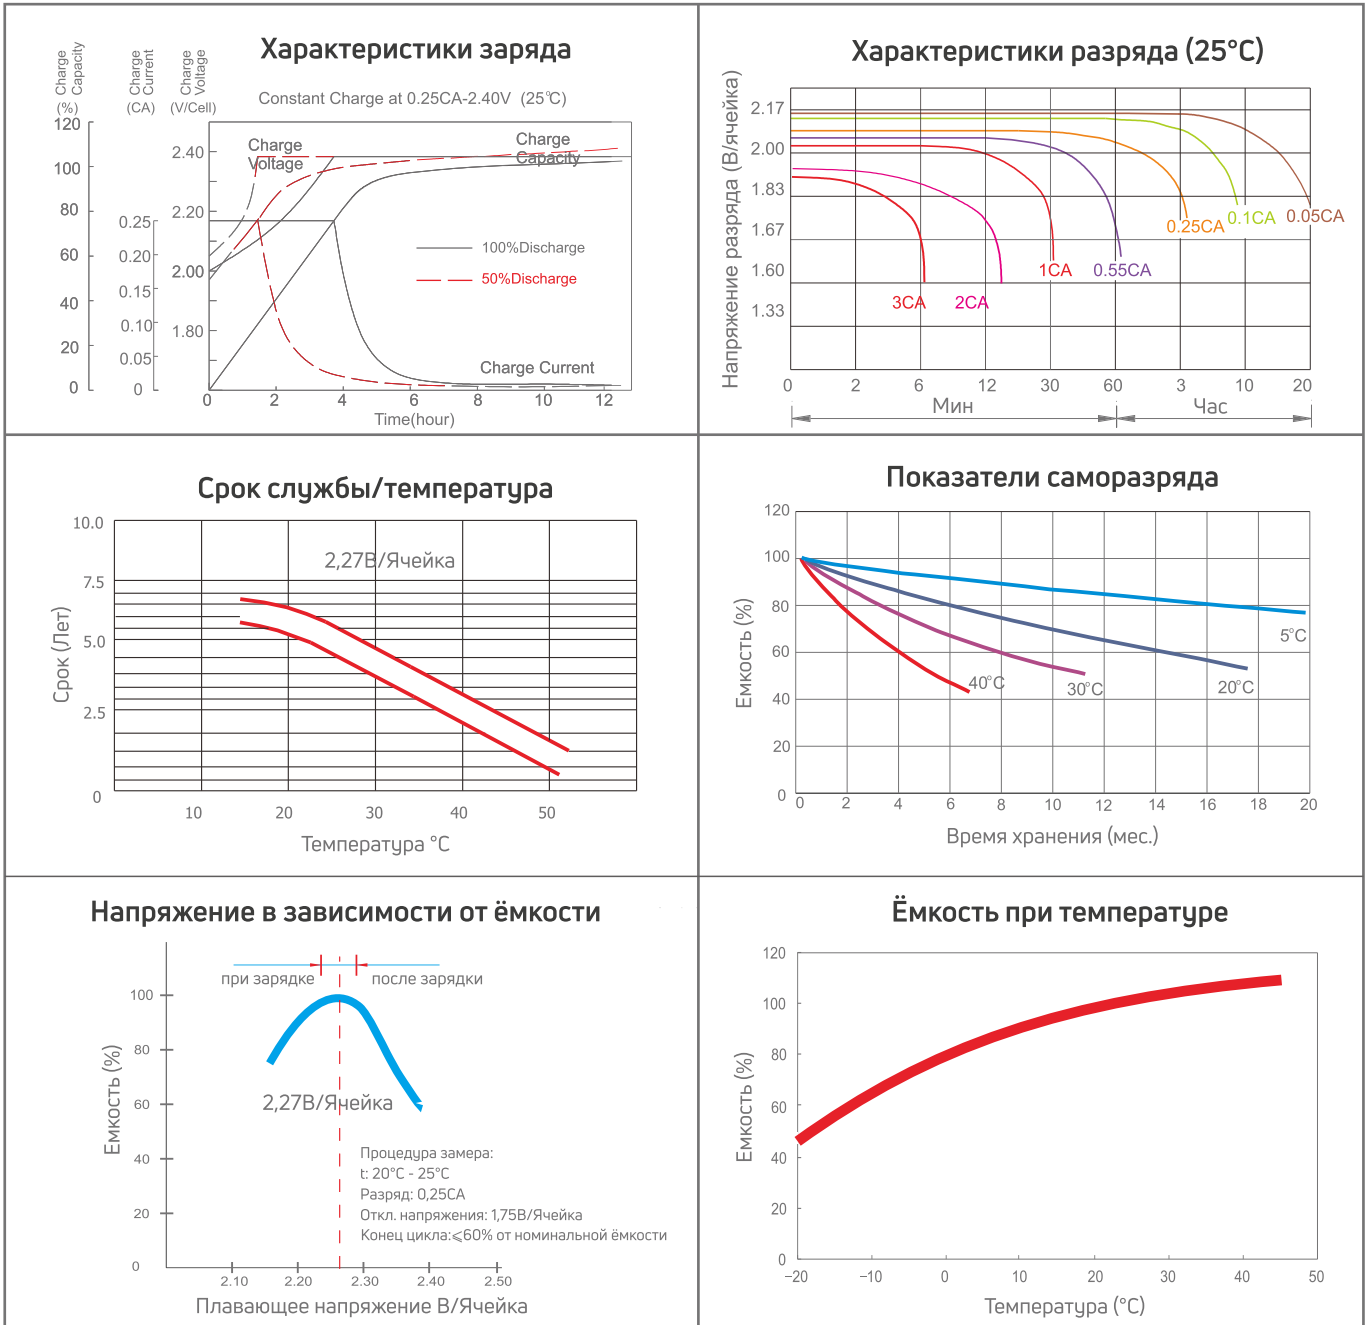 Характеристики заряда
Charge Capacity
Charge Current
Charge Voltage
(%)
(CA)
(V/Cell)
Constant Charge at 0.25CA-2.40V (25°C)
120
100
80
60
40
20
0
0.25
0.20
0.15
0.10
0.05
0
2.40
2.20
2.00
1.80
Charge
Voltage
Charge
Capacity
100%Discharge
50%Discharge
Charge Current
0 2 4 6 8 10 12
Time(hour)
Характеристики разряда (25°C)
Напряжение разряда (В/ячейка)
2.17
2.00
1.83
1.67
1.60
1.33
3CA
2CA
1CA
0.55CA
0.25CA
0.1CA
0.05CA
0 2 6 12 30 60 3 10 20
Мин
Час
Срок службы/температура
Срок (Лет)
10.0
7.5
5.0
2.5
0
2,27В/Ячейка
10 20 30 40 50
Температура °C
Показатели саморазряда
Емкость (%)
120
100
80
60
40
20
0
5°C
20°C
30°C
40°C
0 2 4 6 8 10 12 14 16 18 20
Время хранения (мес.)
Напряжение в зависимости от ёмкости
при зарядке
после зарядки
Емкость (%)
100
80
60
40
20
0
2,27В/Ячейка
Процедура замера:
t: 20°C - 25°C
Разряд: 0,25CA
Откл. напряжения: 1,75В/Ячейка
Конец цикла:⩽60% от номинальной ёмкости
2.10 2.20 2.30 2.40 2.50
Плавающее напряжение В/Ячейка
Ёмкость при температуре
Емкость (%)
120
100
80
60
40
20
0
−20 −10 0 10 20 30 40 50
Температура (°C)